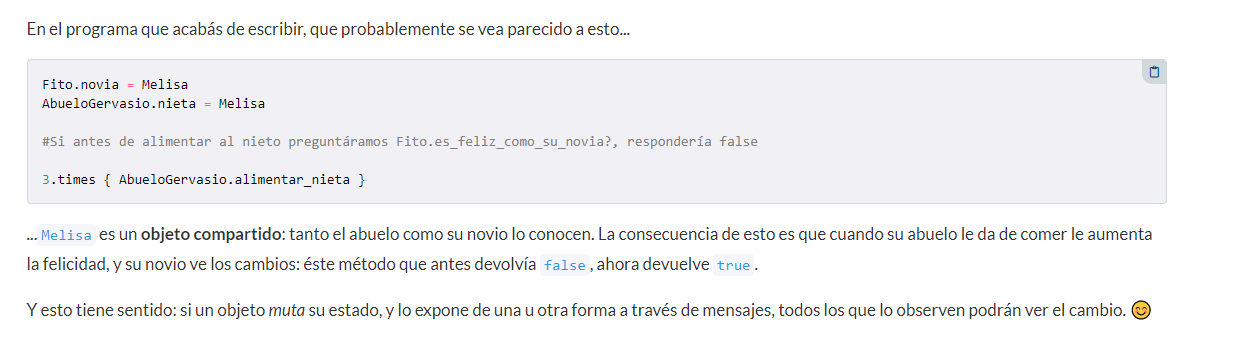 En el programa que acabás de escribir, que probablemente se vea parecido a esto...
Fito.novia = Melisa
AbueloGervasio.nieta = Melisa
#Si antes de alimentar al nieto preguntáramos Fito.es_feliz_como_su_novia?, respondería false
3.times { AbueloGervasio.alimentar_nieta }
... Melisa es un objeto compartido: tanto el abuelo como su novio lo conocen. La consecuencia de esto es que cuando su abuelo le da de comer le aumenta
la felicidad, y su novio ve los cambios: éste método que antes devolvía false, ahora devuelve true.
Y esto tiene sentido: si un objeto muta su estado, y lo expone de una u otra forma a través de mensajes, todos los que lo observen podrán ver el cambio. 😊